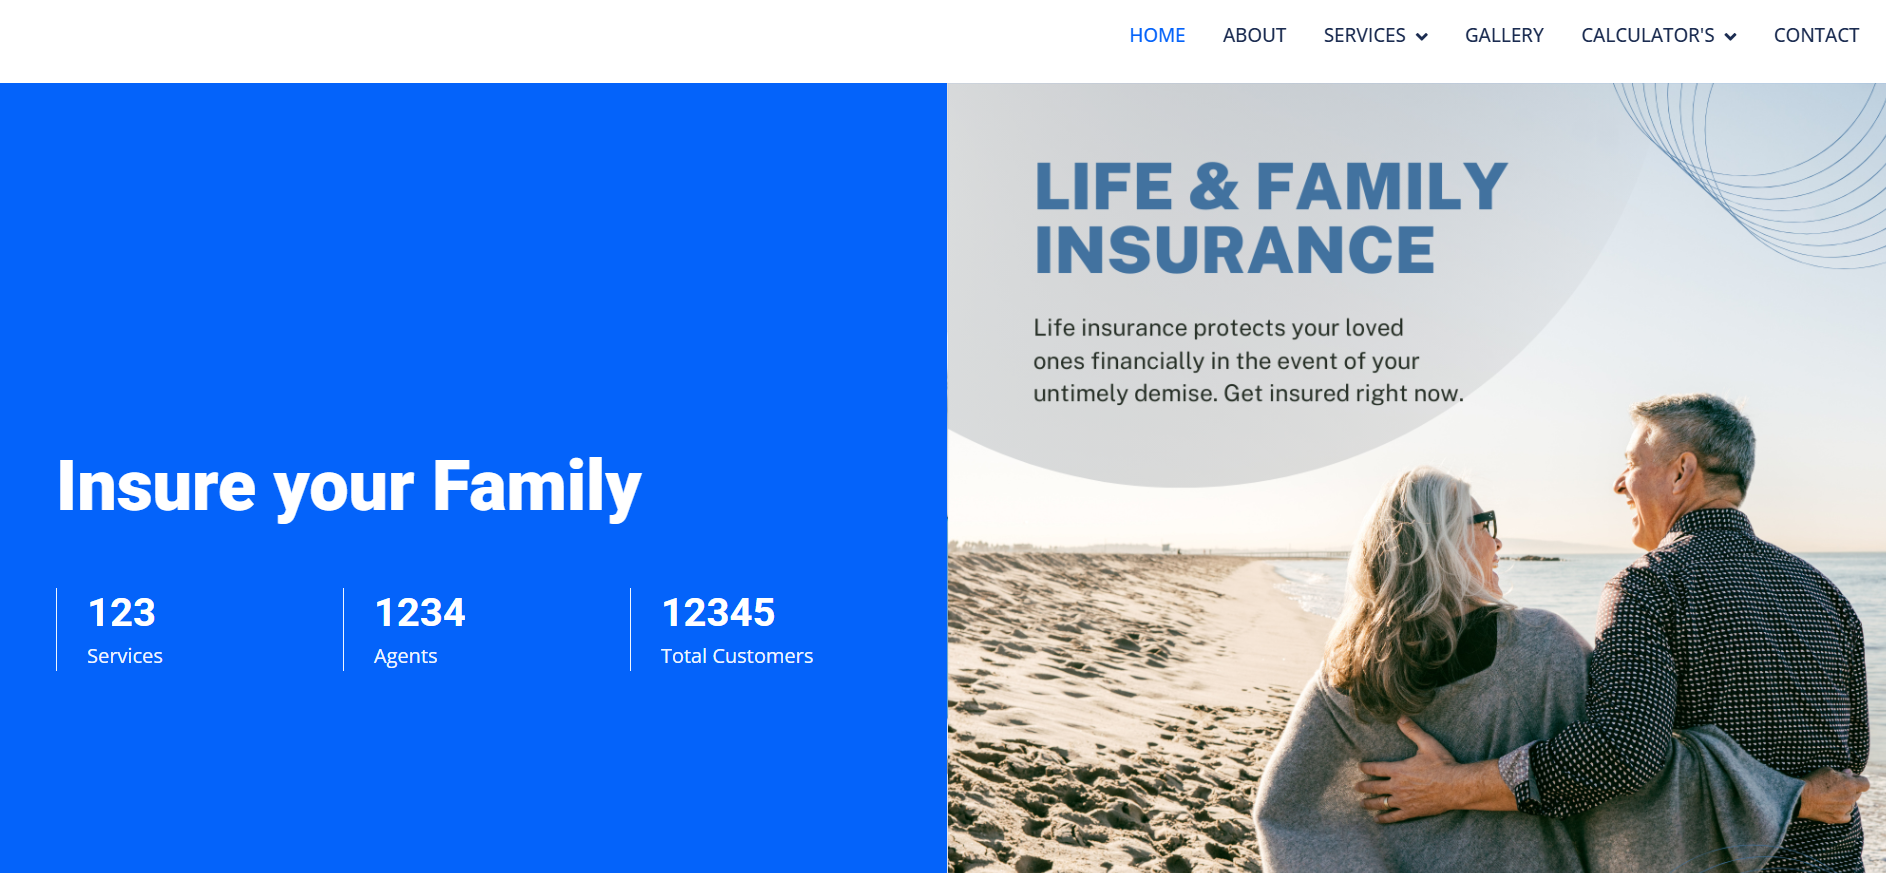 HOME ABOUT SERVICES GALLERY CALCULATOR'S CONTACT
Insure your Family
123
Services
1234
Agents
12345
Total Customers
LIFE & FAMILY
INSURANCE
Life insurance protects your loved
ones financially in the event of your
untimely demise. Get insured right now.